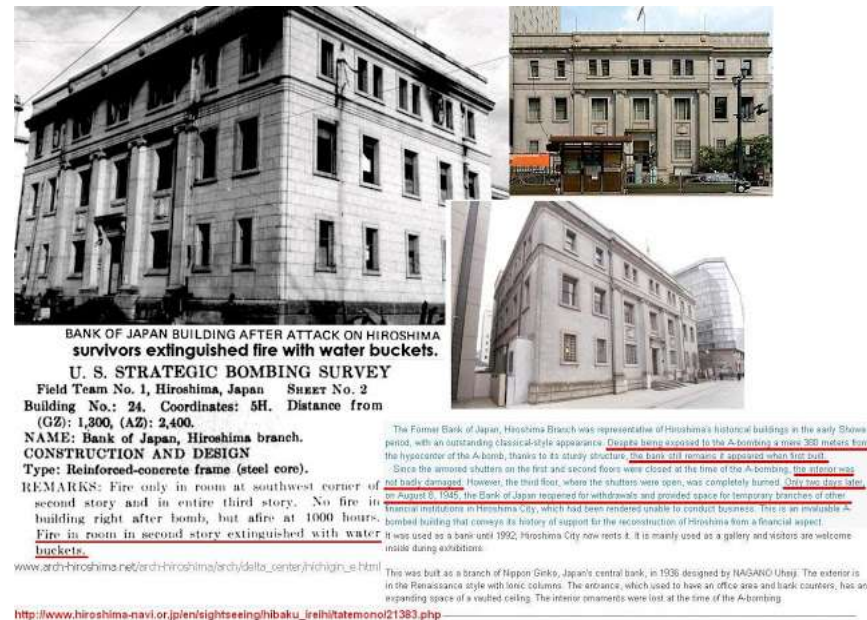 BANK OF JAPAN BUILDING AFTER ATTACK ON HIROSHIMA
survivors extinguished fire with water buckets.
U. S. STRATEGIC BOMBING SURVEY
Field Team No. 1, Hiroshima, Japan SHEET No. 2
Building No.: 24. Coordinates: 5H. Distance from
(GZ): 1,300, (AZ): 2,400.
NAME: Bank of Japan, Hiroshima branch.
CONSTRUCTION AND DESIGN
Type: Reinforced-concrete frame (steel core).
REMARKS: Fire only in room at southwest corner of
second story and in entire third story. No fire in
building right after bomb, but afire at 1000 hours.
Fire in room in second story extinguished with water
buckets.
www.arch-hiroshima.net/arch-hiroshima/arch/delta_center/nichigin_e.html
The Former Bank of Japan, Hiroshima Branch was representative of Hiroshima's historical buildings in the early Showa
period, with an outstanding classical-style appearance. Despite being exposed to the A-bombing a mere 380 meters from
the hypocenter of the A-bomb, thanks to its sturdy structure, the bank still remains it appeared when first built.
Since the armored shutters on the first and second floors were closed at the time of the A-bombing, the interior was
not badly damaged. However, the third floor, where the shutters were open, was completely burned. Only two days later,
on August 8, 1945, the Bank of Japan reopened for withdrawals and provided space for temporary branches of other
financial institutions in Hiroshima City, which had been rendered unable to conduct business. This is an invaluable A-
bombed building that conveys its history of support for the reconstruction of Hiroshima from a financial aspect.
It was used as a bank until 1992; Hiroshima City now rents it. It is mainly used as a gallery and visitors are welcome
inside during exhibitions.
This was built as a branch of Nippon Ginko, Japan's central bank, in 1936 designed by NAGANO Uheiji. The exterior is
in the Renaissance style with Ionic columns. The entrance, which used to have an office area and bank counters, has an
expanding space of a vaulted ceiling. The interior ornaments were lost at the time of the A-bombing.
http://www.hiroshima-navi.or.jp/en/sightseeing/hibaku_ireihi/tatemono/21383.php